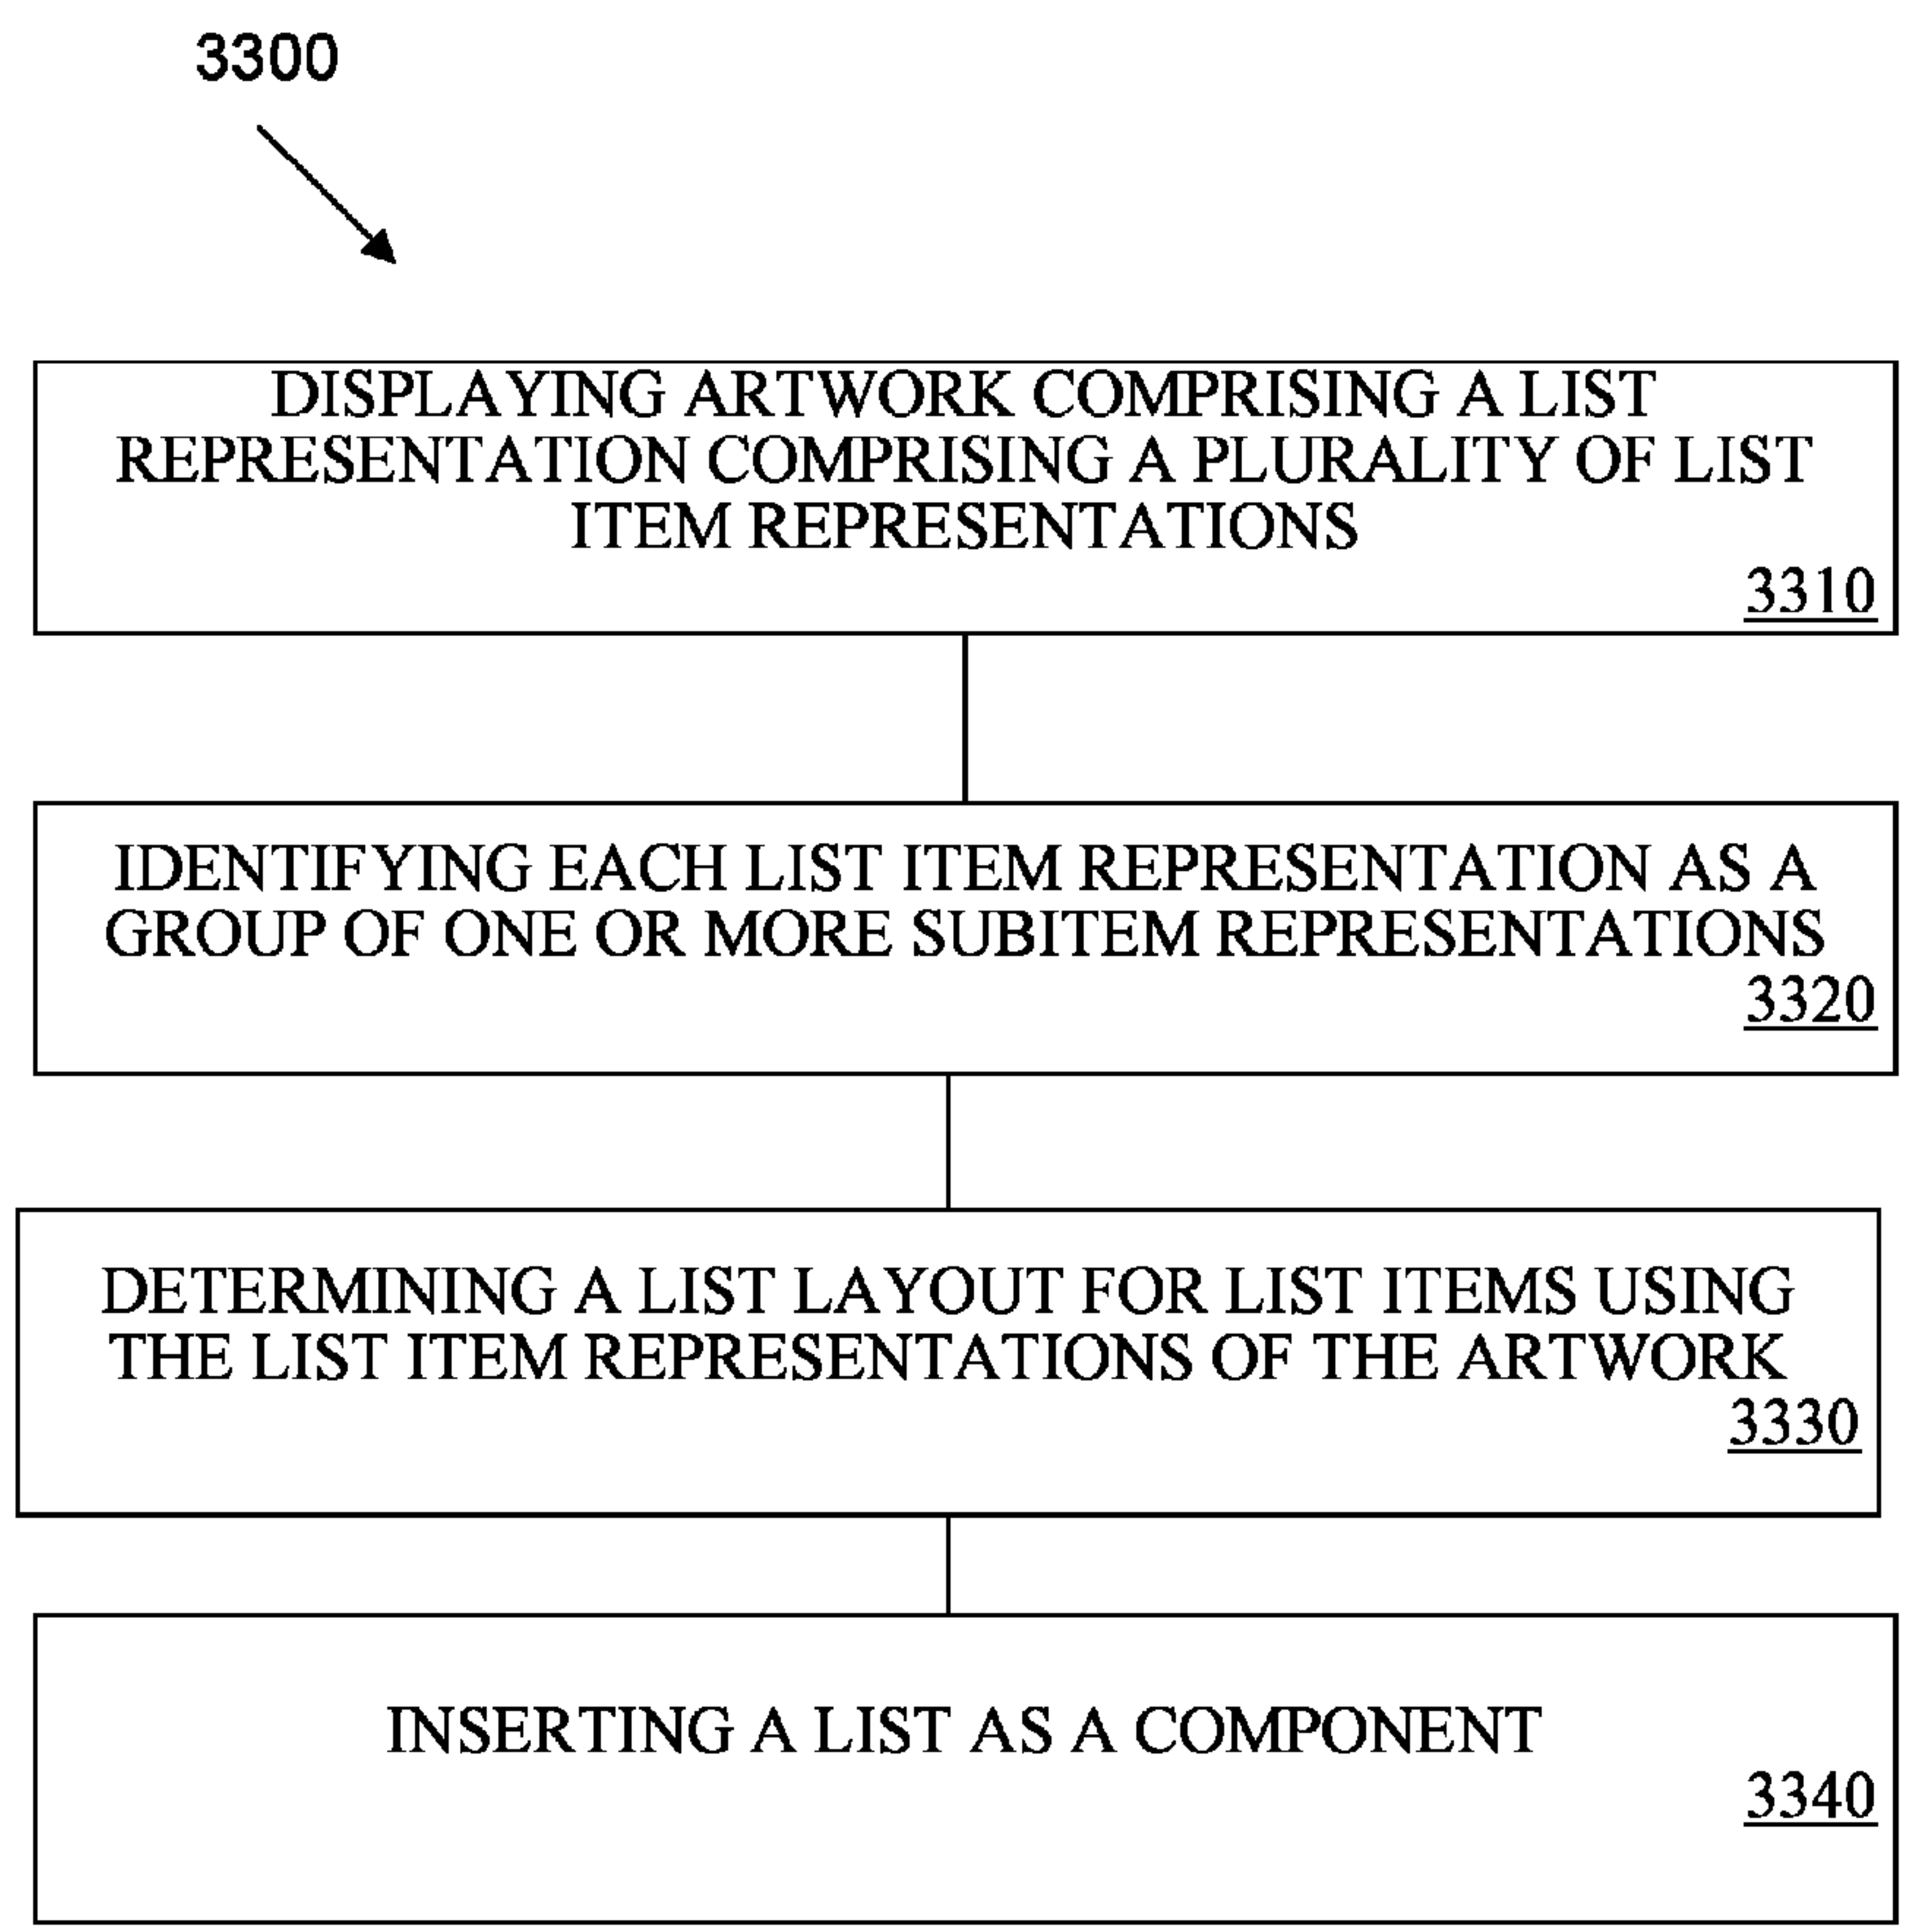 3300
DISPLAYING ARTWORK COMPRISING A LIST
REPRESENTATION COMPRISING A PLURALITY OF LIST
ITEM REPRESENTATIONS
3310
IDENTIFYING EACH LIST ITEM REPRESENTATION AS A
GROUP OF ONE OR MORE SUBITEM REPRESENTATIONS
3320
DETERMINING A LIST LAYOUT FOR LIST ITEMS USING
THE LIST ITEM REPRESENTATIONS OF THE ARTWORK
3330
INSERTING A LIST AS A COMPONENT
3340